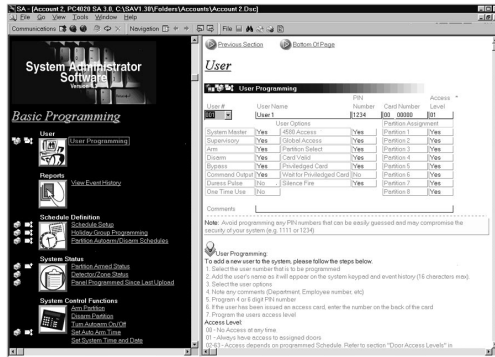 SA - [Account 2, PC4020 SA 3.0, C:\SAV1.30\Folders\Accounts\Account 2.Dsc]
File Go View Tools Window Help
Communications Navigation File
System Administrator
Software
Basic Programming
User
User Programming
Reports
View Event History
Schedule Definition
Schedule Setup
Holiday Group Programming
Partition Autoarm/Disarm Schedules
System Status
Partition Armed Status
Detector/Zone Status
Panel Programmed Since Last Upload
System Control Functions
Arm Partition
Disarm Partition
Turn Autoarm On/Off
Set Auto Arm Time
Set System Time and Date
Previous Section Bottom Of Page
User
User Programming
PIN Access
User # User Name Number Card Number Level
001 User 1 1234 00 00000 01
User Options Partition Assignment
System Master Yes 4580 Access Yes Partition 1 Yes
Supervisory Yes Global Access Yes Partition 2 Yes
Arm Yes Partition Select Yes Partition 3 Yes
Disarm Yes Card Valid Yes Partition 4 Yes
Bypass Yes Priviledged Card Yes Partition 5 Yes
Command Output Yes Wait for Priviledged Card No Partition 6 Yes
Duress Pulse No Silence Fire Yes Partition 7 Yes
One Time Use No Partition 8 Yes
Comments
Note: Avoid programming any PIN numbers that can be easily guessed and may compromise the
security of your system (e.g. 1111 or 1234)
User Programming:
To add a new user to the system, please follow the steps below.
1. Select the user number that is to be programmed
2. Add the user's name as it will appear on the system keypad and event history (16 characters max).
3. Select the user options
4. Note any comments (Department, Employee number, etc)
5. Program 4 or 6 digit PIN number
6. If the user has been issued an access card, enter the number on the back of the card
7. Program the users access level
Access Level:
00 - No Access at any time
01 - Always have access to assigned doors
02-63 - Access depends on programmed Schedule. Refer to section "Door Access Levels" in